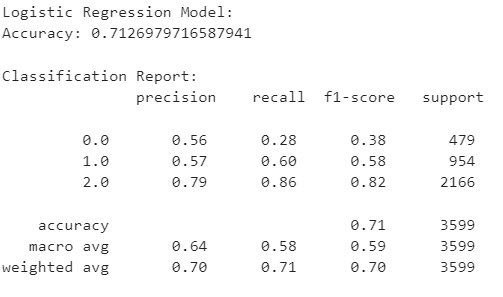 Logistic Regression Model:
Accuracy: 0.7126979716587941
Classification Report:
precision recall f1-score support
0.0 0.56 0.28 0.38 479
1.0 0.57 0.60 0.58 954
2.0 0.79 0.86 0.82 2166
accuracy 0.71 3599
macro avg 0.64 0.58 0.59 3599
weighted avg 0.70 0.71 0.70 3599